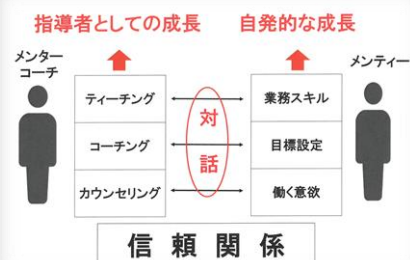 指導者としての成長
自発的な成長
メンター
コーチ
メンティー
ティーチング
業務スキル
対話
コーチング
目標設定
カウンセリング
働く意欲
信頼関係